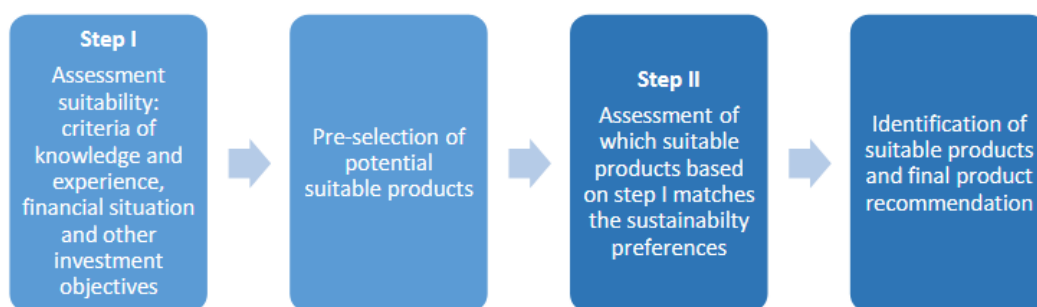 Step I
Assessment
suitability:
criteria of
knowledge and
experience,
financial situation
and other
investment
objectives
Pre-selection of
potential
suitable products
Step II
Assessment of
which suitable
products based
on step I matches
the sustainabilty
preferences
Identification of
suitable products
and final product
recommendation